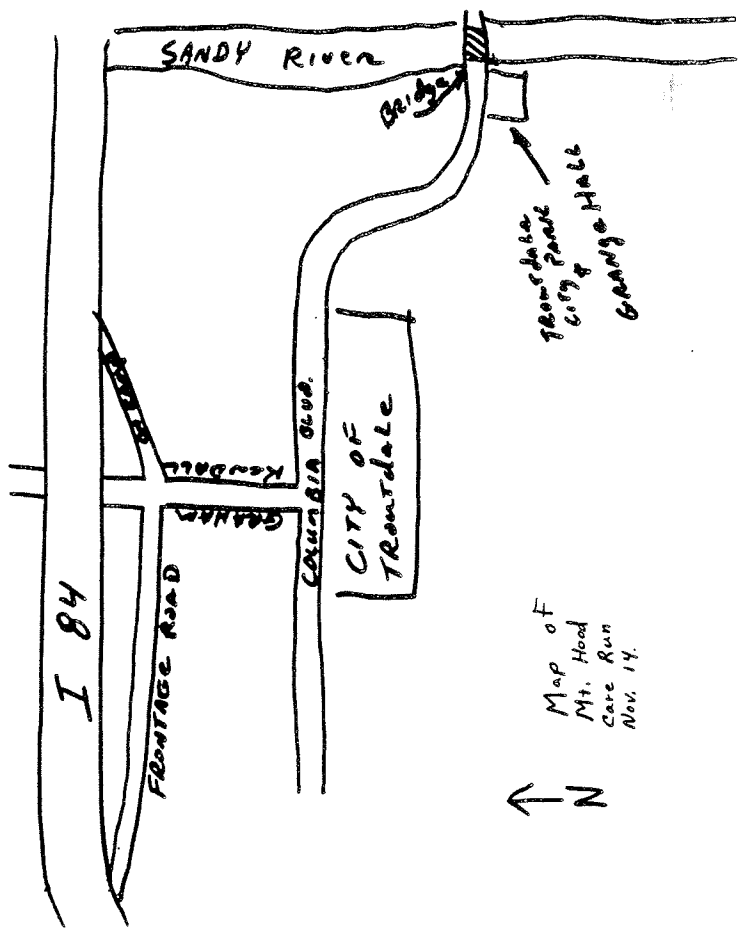 SANDY River
Bridge
TROUTDALE
PARK
CITY &
GRANGE HALL
I 84
FRONTAGE ROAD
KENDALL
GRAHAM
COLUMBIA BLVD.
CITY OF
TROUTDALE
Map of
Mt. Hood
Care Run
Nov. 14.
N